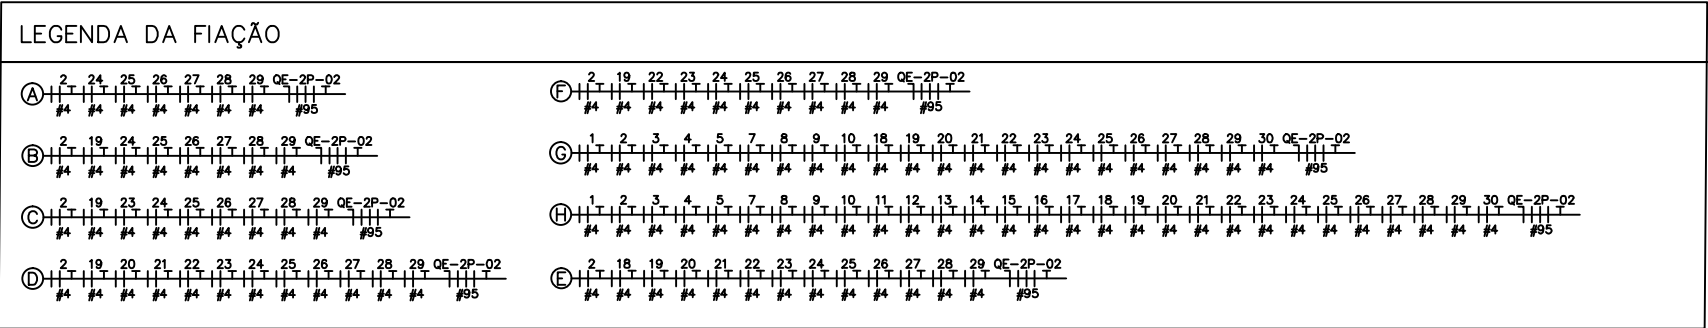 LEGENDA DA FIAÇÃO
A 2 24 25 26 27 28 29 QE-2P-02
#4 #4 #4 #4 #4 #4 #4 #95
B 2 19 24 25 26 27 28 29 QE-2P-02
#4 #4 #4 #4 #4 #4 #4 #4 #95
C 2 19 23 24 25 26 27 28 29 QE-2P-02
#4 #4 #4 #4 #4 #4 #4 #4 #4 #95
D 2 19 20 21 22 23 24 25 26 27 28 29 QE-2P-02
#4 #4 #4 #4 #4 #4 #4 #4 #4 #4 #4 #4 #95
F 2 19 22 23 24 25 26 27 28 29 QE-2P-02
#4 #4 #4 #4 #4 #4 #4 #4 #4 #4 #95
G 1 2 3 4 5 7 8 9 10 18 19 20 21 22 23 24 25 26 27 28 29 30 QE-2P-02
#4 #4 #4 #4 #4 #4 #4 #4 #4 #4 #4 #4 #4 #4 #4 #4 #4 #4 #4 #4 #4 #4 #95
H 1 2 3 4 5 7 8 9 10 11 12 13 14 15 16 17 18 19 20 21 22 23 24 25 26 27 28 29 30 QE-2P-02
#4 #4 #4 #4 #4 #4 #4 #4 #4 #4 #4 #4 #4 #4 #4 #4 #4 #4 #4 #4 #4 #4 #4 #4 #4 #4 #4 #4 #4 #95
E 2 18 19 20 21 22 23 24 25 26 27 28 29 QE-2P-02
#4 #4 #4 #4 #4 #4 #4 #4 #4 #4 #4 #4 #4 #95